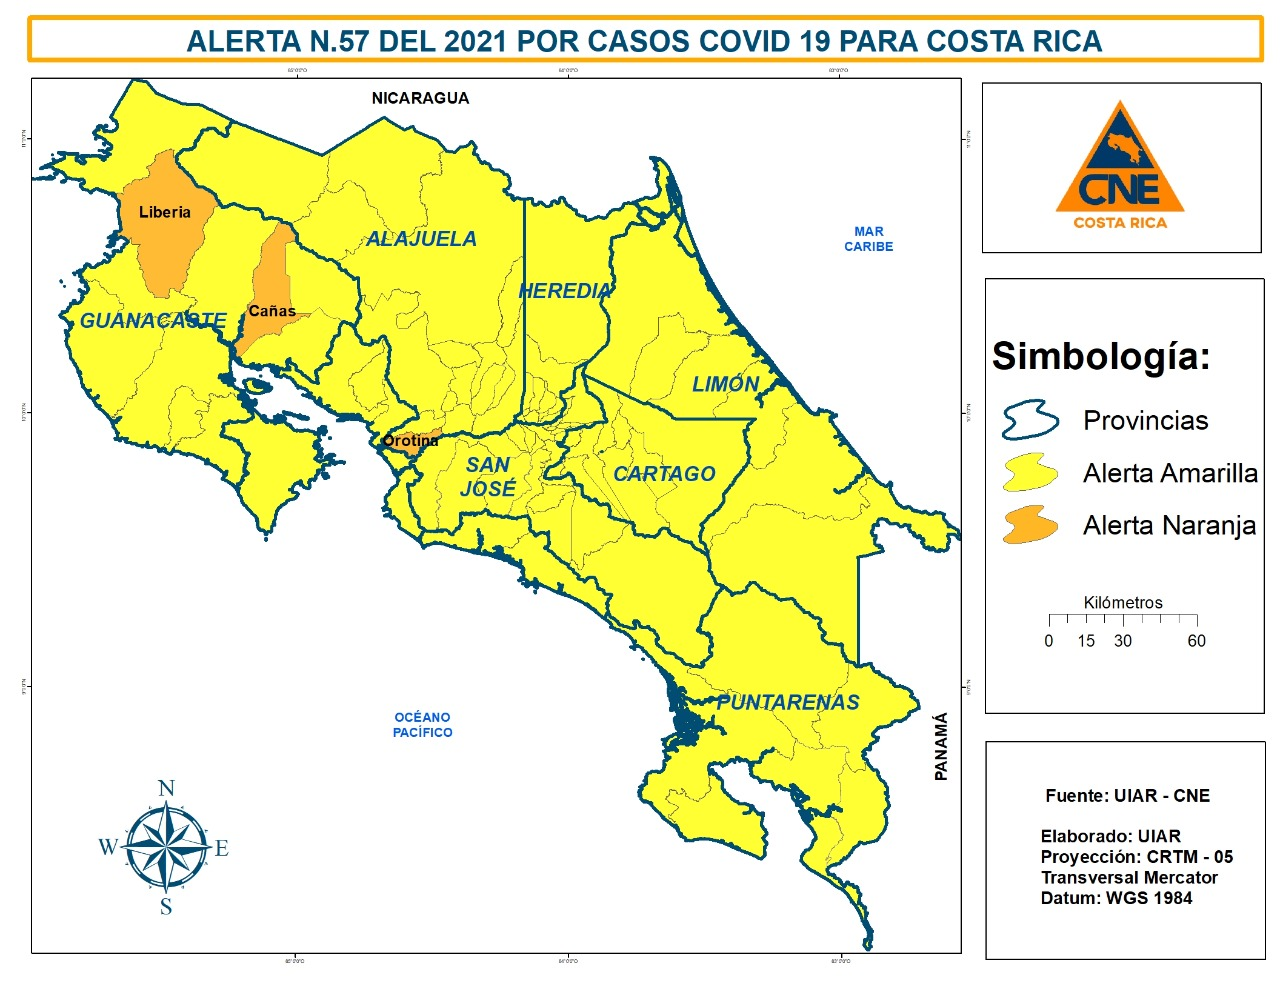 ALERTA N.57 DEL 2021 POR CASOS COVID 19 PARA COSTA RICA
NICARAGUA
Liberia
ALAJUELA
MAR
CARIBE
HEREDIA
Cañas
GUANACASTE
LIMÓN
Orotina
SAN
JOSÉ
CARTAGO
PUNTARENAS
OCÉANO
PACÍFICO
PANAMÁ
N
W
E
S
CNE
COSTA RICA
Simbología:
Provincias
Alerta Amarilla
Alerta Naranja
Kilómetros
0 15 30 60
Fuente: UIAR - CNE
Elaborado: UIAR
Proyección: CRTM - 05
Transversal Mercator
Datum: WGS 1984